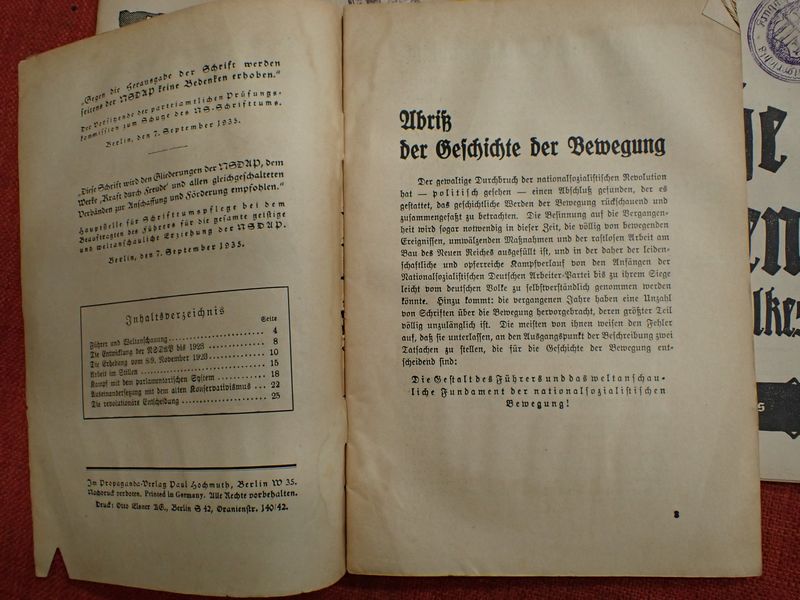 „Gegen die Herausgabe der Schrift werden
seitens der NSDAP keine Bedenken erhoben.“
Der Vorsitzende der parteiamtlichen Prüfungs-
kommission zum Schutze des NS.-Schrifttums.
Berlin, den 7. September 1935.
„Diese Schrift wird den Gliederungen der NSDAP, dem
Werke ‚Kraft durch Freude‘ und allen gleichgeschalteten
Verbänden zur Anschaffung und Förderung empfohlen.“
Hauptstelle für Schrifttumspflege bei dem
Beauftragten des Führers für die gesamte geistige
und weltanschauliche Erziehung der NSDAP.
Berlin, den 7. September 1935.
Inhaltsverzeichnis
Seite
Führer und Weltanschauung 4
Die Entwicklung der NSDAP bis 1923 8
Die Erhebung vom 8./9. November 1923 10
Arbeit im Stillen 15
Kampf mit dem parlamentarischen System 18
Auseinandersetzung mit dem alten Konservativismus 22
Die revolutionäre Entscheidung 25
Im Propaganda-Verlag Paul Hochmuth, Berlin W 35.
Nachdruck verboten. Printed in Germany. Alle Rechte vorbehalten.
Druck: Otto Elsner AG., Berlin S 42, Oranienstr. 140/42.
Abriß
der Geschichte der Bewegung
Der gewaltige Durchbruch der nationalsozialistischen Revolution
hat — politisch gesehen — einen Abschluß gefunden, der es
gestattet, das geschichtliche Werden der Bewegung rückschauend und
zusammengefaßt zu betrachten. Die Besinnung auf die Vergangen-
heit wird sogar notwendig in dieser Zeit, die völlig von bewegenden
Ereignissen, umwälzenden Maßnahmen und der rastlosen Arbeit am
Bau des Neuen Reiches ausgefüllt ist, und in der daher der leiden-
schaftliche und opferreiche Kampfverlauf von den Anfängen der
Nationalsozialistischen Deutschen Arbeiter-Partei bis zu ihrem Siege
leicht vom deutschen Volke zu selbstverständlich genommen werden
könnte. Hinzu kommt: die vergangenen Jahre haben eine Unzahl
von Schriften über die Bewegung hervorgebracht, deren größter Teil
völlig unzulänglich ist. Die meisten von ihnen weisen den Fehler
auf, daß sie unterlassen, an den Ausgangspunkt der Beschreibung zwei
Tatsachen zu stellen, die für die Geschichte der Bewegung ent-
scheidend sind:
Die Gestalt des Führers und das weltanschau-
liche Fundament der nationalsozialistischen
Bewegung!
3